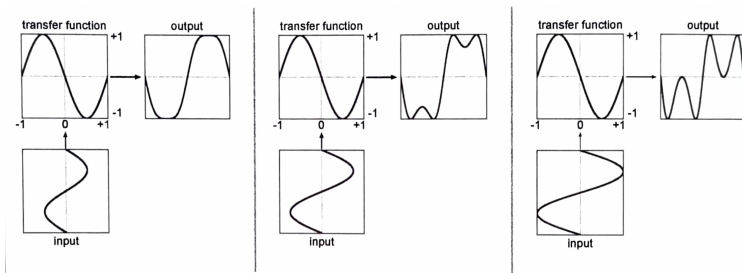 transfer function output
+1
-1
-1 0 +1
input
transfer function output
+1
-1
-1 0 +1
input
transfer function output
+1
-1
-1 0 +1
input